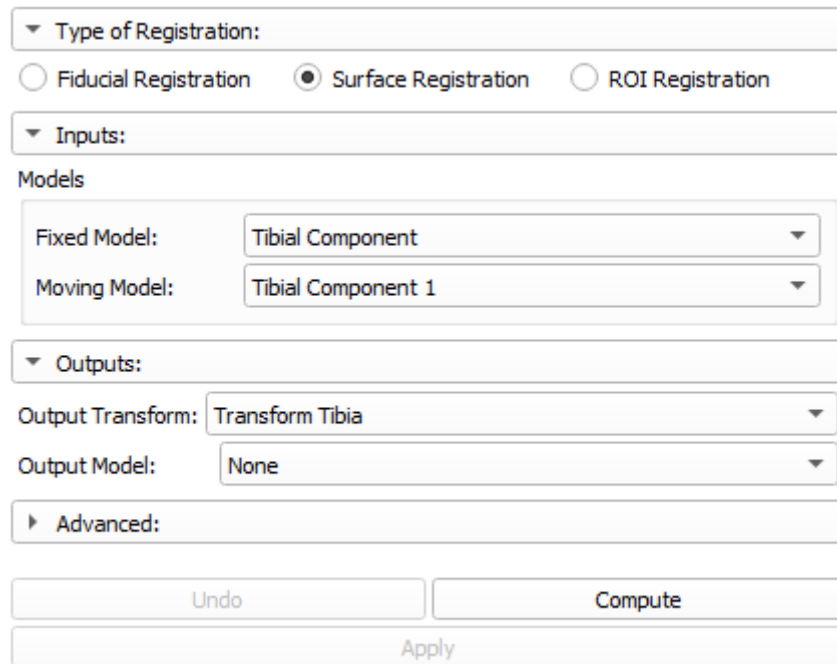 Type of Registration:
Fiducial Registration Surface Registration ROI Registration
Inputs:
Models
Fixed Model: Tibial Component
Moving Model: Tibial Component 1
Outputs:
Output Transform: Transform Tibia
Output Model: None
Advanced:
Undo Compute
Apply